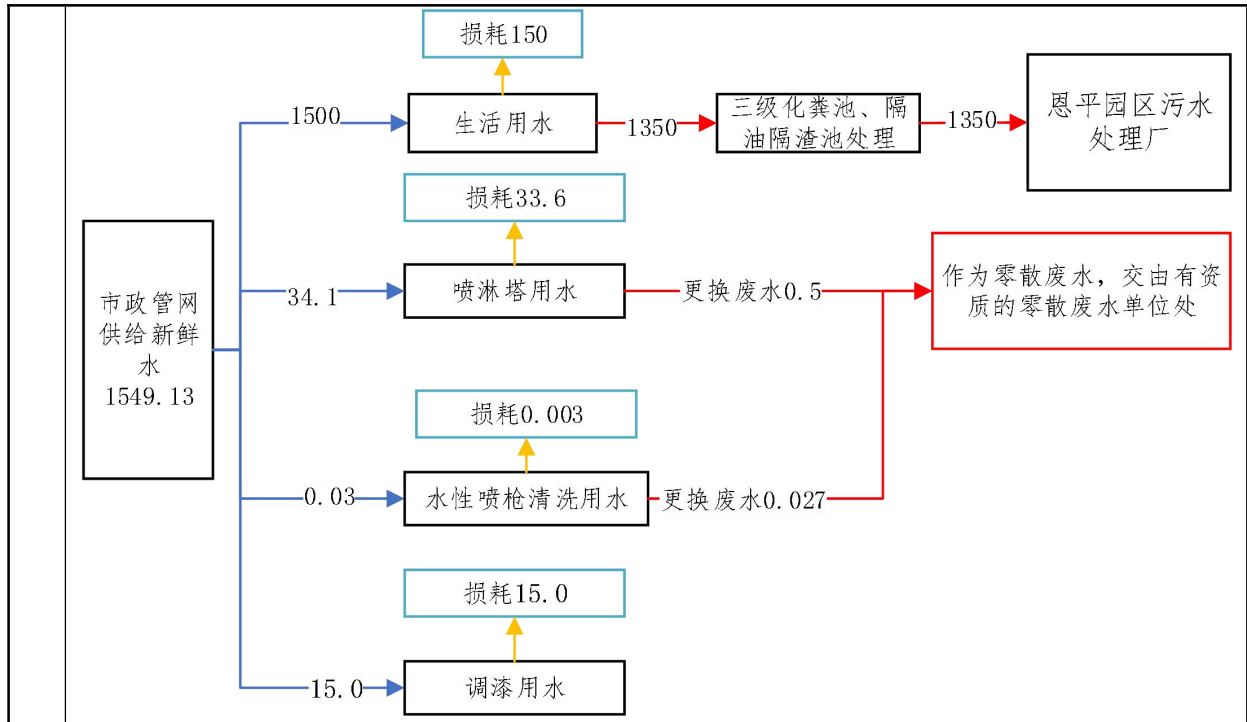 损耗150
1500
生活用水
1350
三级化粪池、隔
油隔渣池处理
1350
恩平园区污水
处理厂
损耗33.6
市政管网
供给新鲜
水
1549.13
34.1
喷淋塔用水
更换废水0.5
作为零散废水，交由有资
质的零散废水单位处
损耗0.003
0.03
水性喷枪清洗用水
更换废水0.027
损耗15.0
15.0
调漆用水